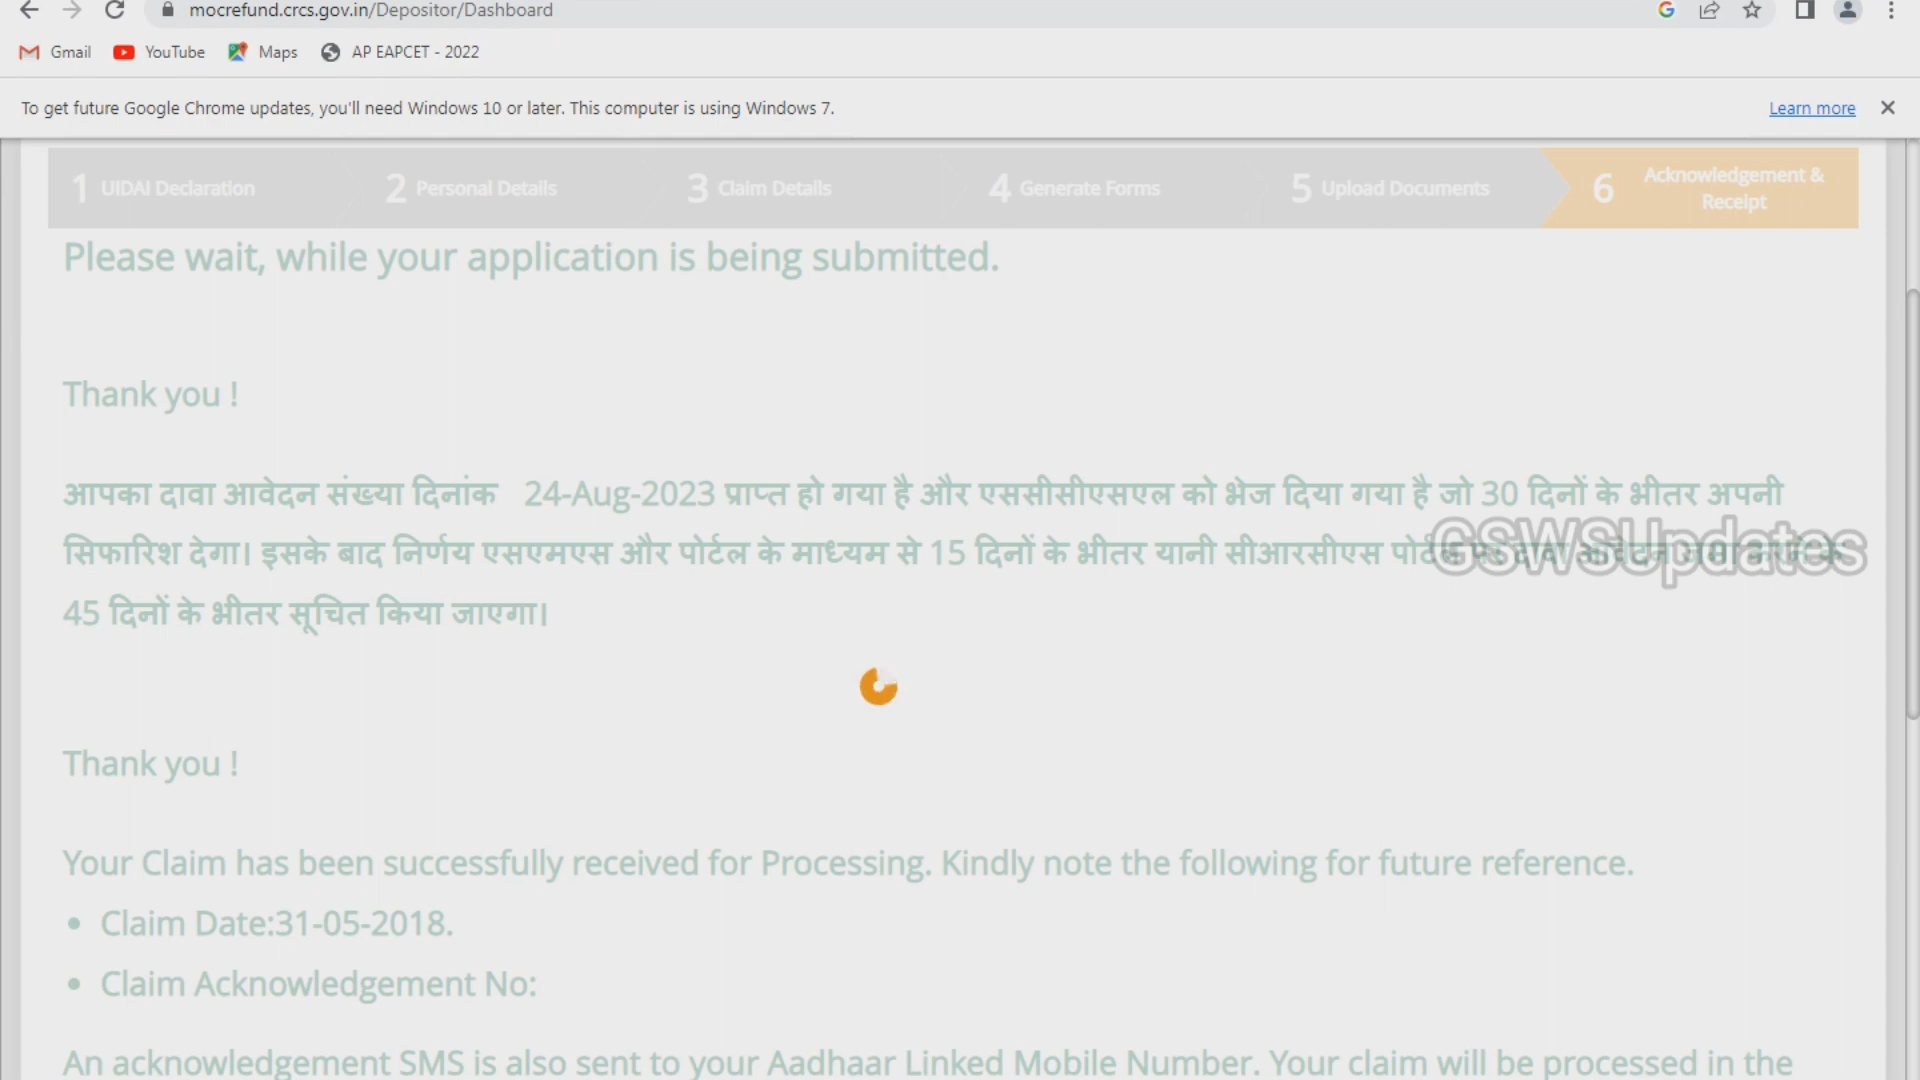 mocrefund.crcs.gov.in/Depositor/Dashboard
Gmail YouTube Maps AP EAPCET - 2022
To get future Google Chrome updates, you'll need Windows 10 or later. This computer is using Windows 7. Learn more
1 UIDAI Declaration 2 Personal Details 3 Claim Details 4 Generate Forms 5 Upload Documents 6 Acknowledgement & Receipt
Please wait, while your application is being submitted.
Thank you !
आपका दावा आवेदन संख्या दिनांक 24-Aug-2023 प्राप्त हो गया है और एससीसीएसएल को भेज दिया गया है जो 30 दिनों के भीतर अपनी
सिफारिश देगा। इसके बाद निर्णय एसएमएस और पोर्टल के माध्यम से 15 दिनों के भीतर यानी सीआरसीएस पोर्टल पर दावा आवेदन के
GSWSUpdates
45 दिनों के भीतर सूचित किया जाएगा।
Thank you !
Your Claim has been successfully received for Processing. Kindly note the following for future reference.
• Claim Date:31-05-2018.
• Claim Acknowledgement No:
An acknowledgement SMS is also sent to your Aadhaar Linked Mobile Number. Your claim will be processed in the